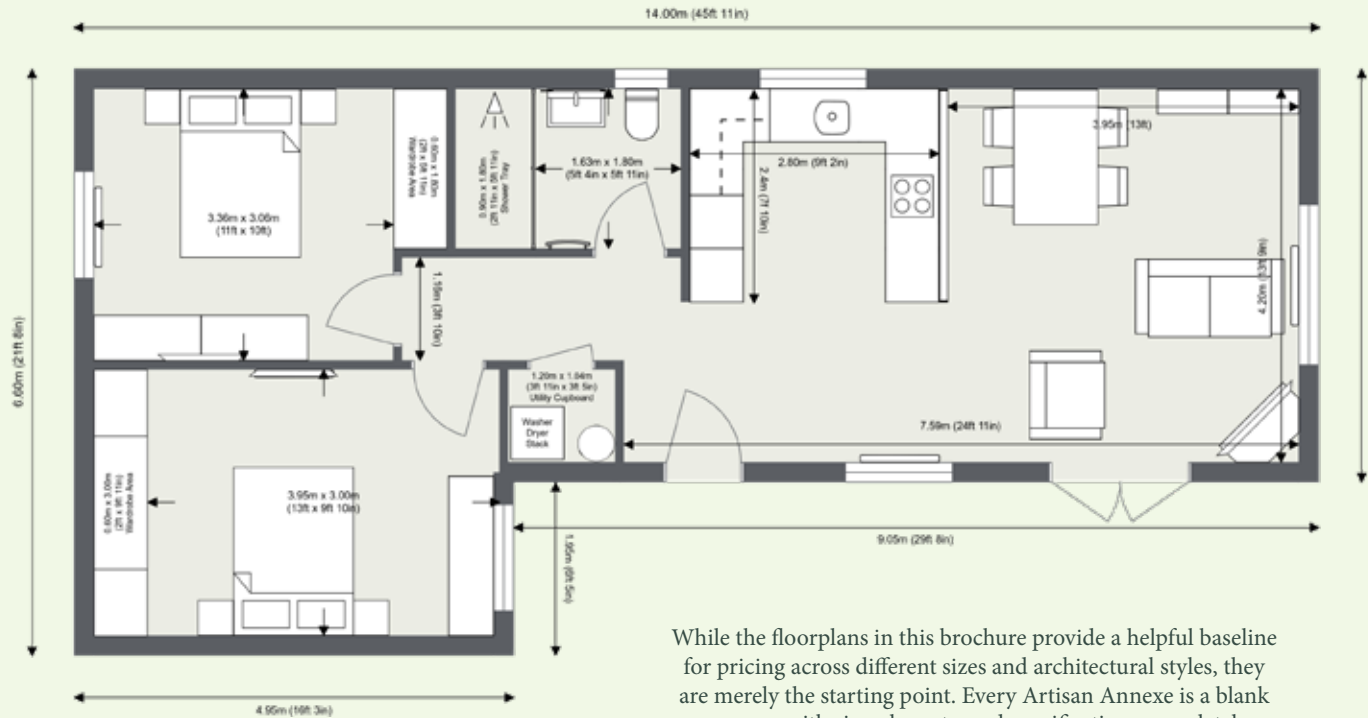 14.00m (45ft 11in)
6.60m (21ft 8in)
3.36m x 3.06m
(11ft x 10ft)
0.60m x 1.80m
(2ft x 5ft 11in)
Wardrobe Area
0.90m x 1.80m
(2ft 11in x 5ft 11in)
Shower Tray
1.63m x 1.80m
(5ft 4in x 5ft 11in)
2.80m (9ft 2in)
2.4m (7ft 10in)
3.95m (13ft)
4.20m (13ft 9in)
1.18m (3ft 10in)
1.20m x 1.04m
(3ft 11in x 3ft 5in)
Utility Cupboard
Washer
Dryer
Stack
7.59m (24ft 11in)
0.60m x 3.00m
(2ft x 9ft 11in)
Wardrobe Area
3.95m x 3.00m
(13ft x 9ft 10in)
9.05m (29ft 8in)
1.95m (6ft 5in)
4.95m (16ft 3in)
While the floorplans in this brochure provide a helpful baseline
for pricing across different sizes and architectural styles, they
are merely the starting point. Every Artisan Annexe is a blank